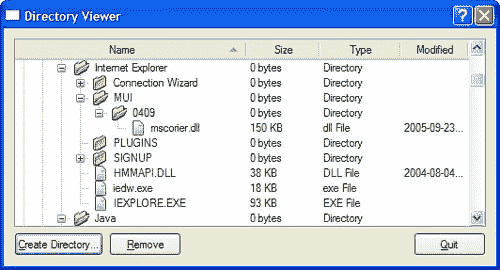 Directory Viewer
Name Size Type Modified
Internet Explorer 0 bytes Directory
Connection Wizard 0 bytes Directory
MUI 0 bytes Directory
0409 0 bytes Directory
mscorier.dll 150 KB dll File 2005-09-23...
PLUGINS 0 bytes Directory
SIGNUP 0 bytes Directory
HMMAPI.DLL 38 KB DLL File 2004-08-04...
iedw.exe 18 KB exe File
IEXPLORE.EXE 93 KB EXE File
Java 0 bytes Directory
Create Directory... Remove Quit